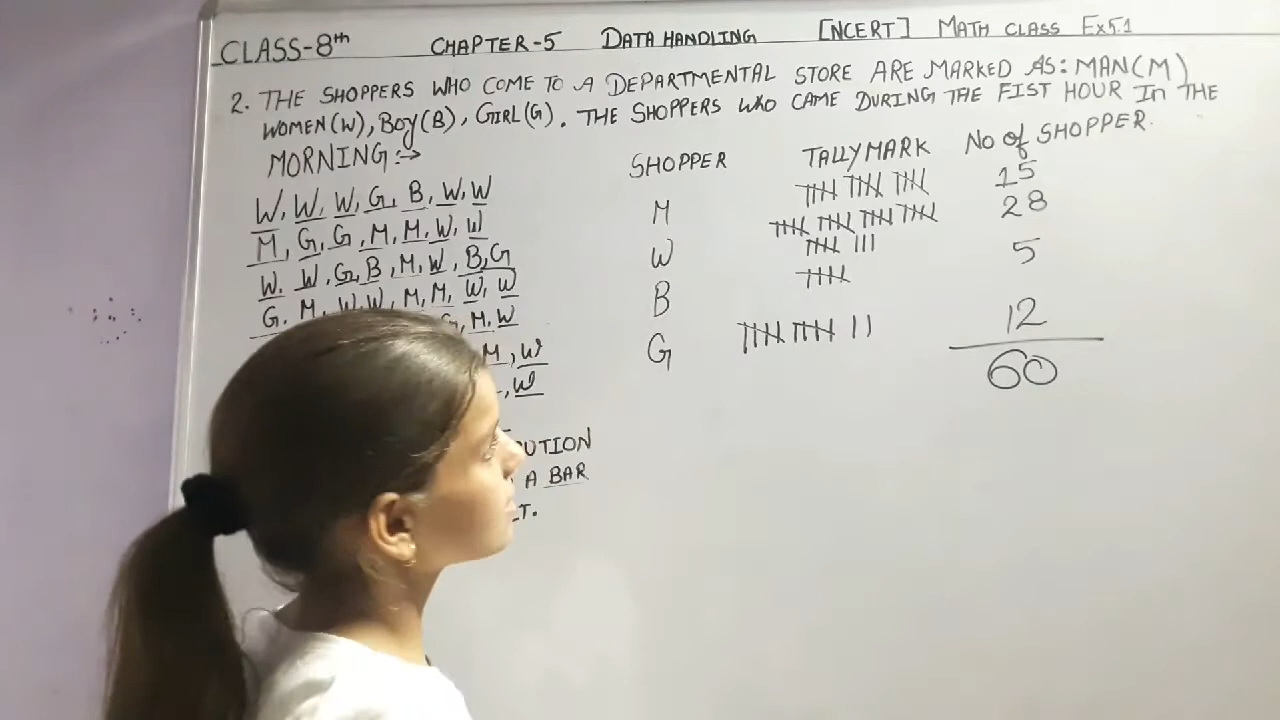 CLASS-8th CHAPTER-5 DATA HANDLING [NCERT] MATH CLASS Ex5.1
2. THE SHOPPERS WHO COME TO A DEPARTMENTAL STORE ARE MARKED AS: MAN(M)
WOMEN(W), BOY(B), GIRL(G). THE SHOPPERS WHO CAME DURING THE FIST HOUR IN THE
MORNING:→
W, W, W, G, B, W, W
M, G, G, M, M, W, W
W. W, G, B, M, W, B, G
G. M, W, W, M, M, W, W
G, M. W
M, W
, W
UTION
A BAR
T.
SHOPPER TALLYMARK No of SHOPPER.
M 15
W 28
B 5
G 12
60